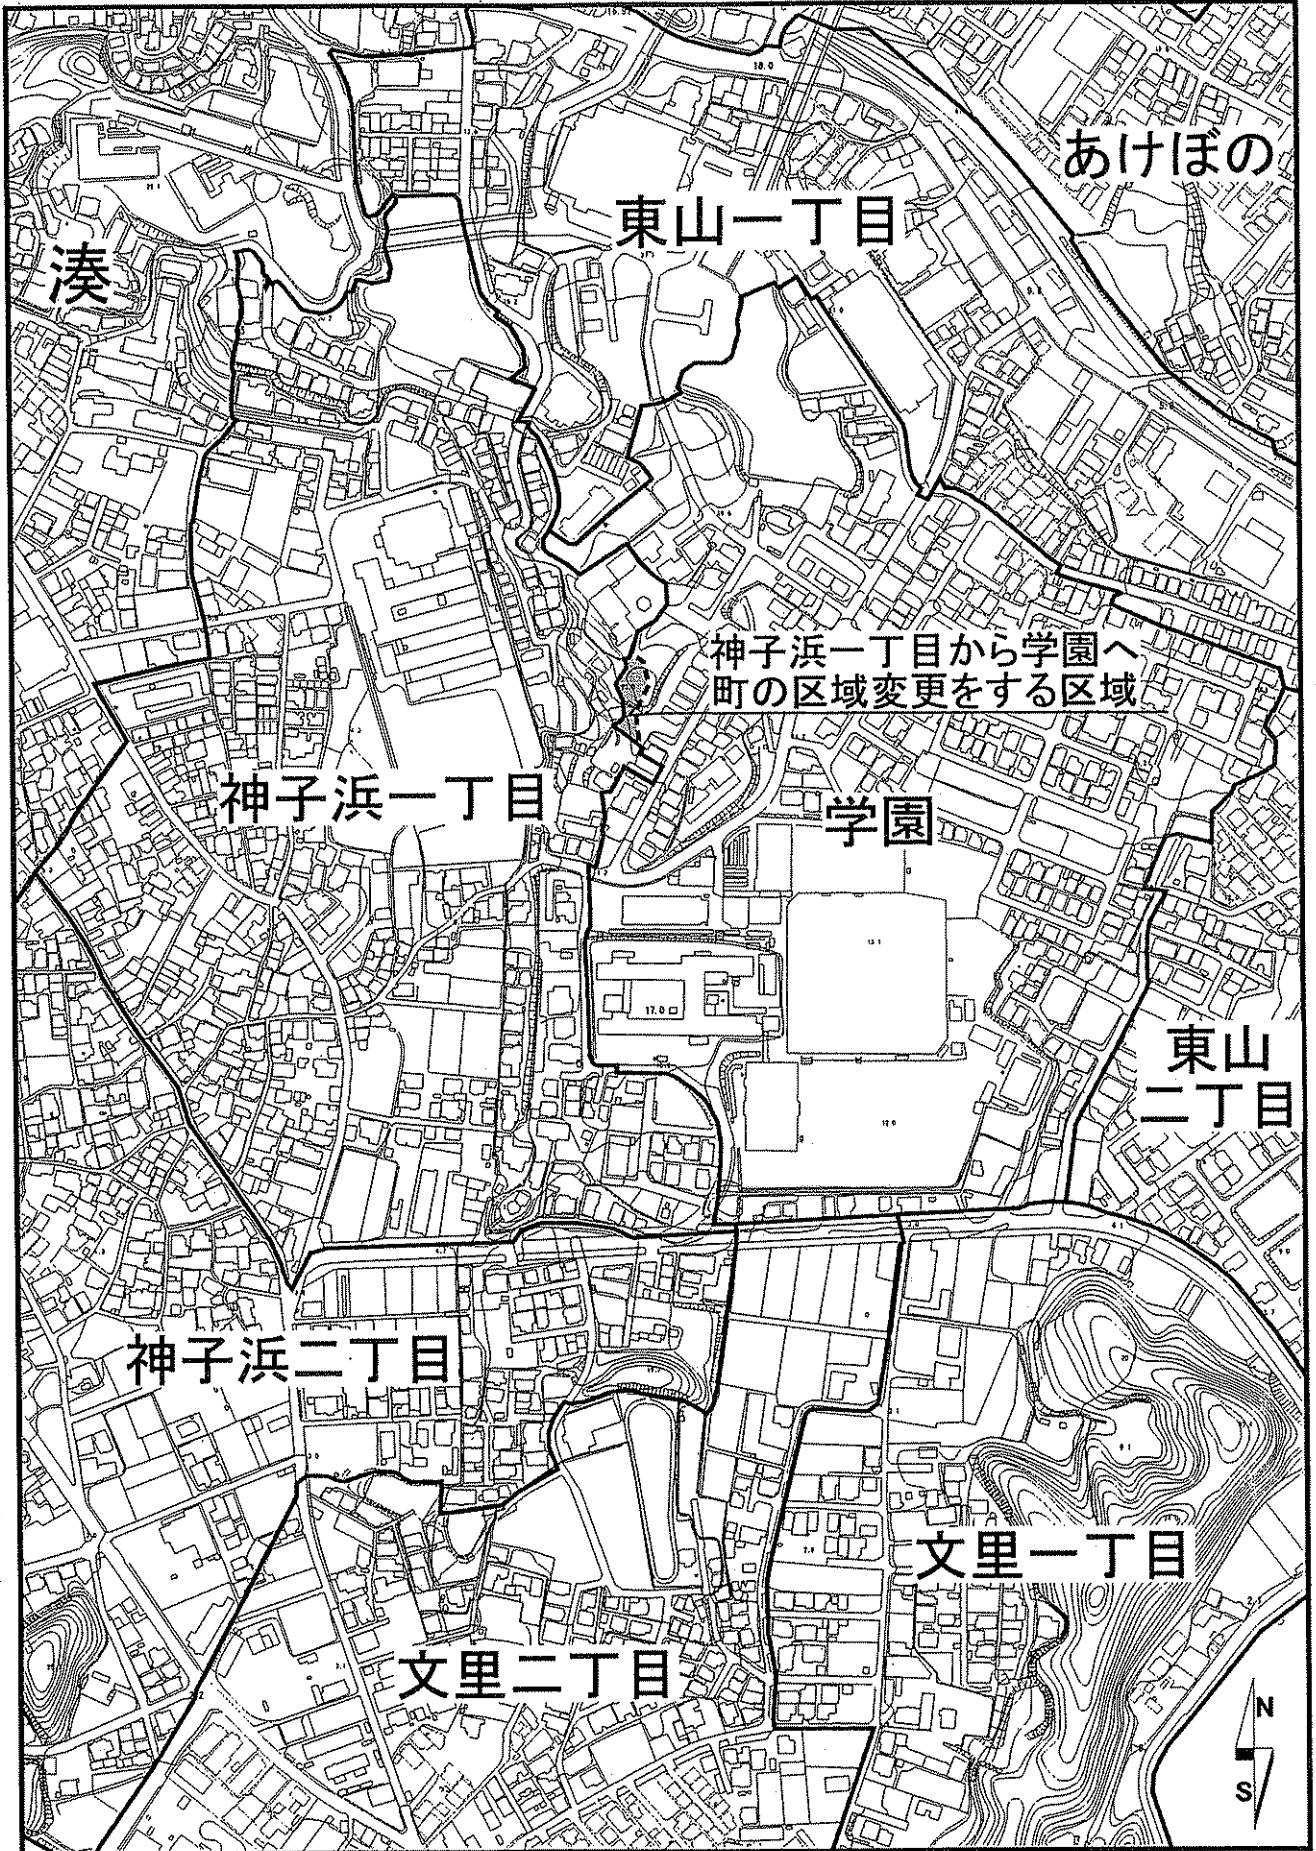 あけぼの
東山一丁目
湊
神子浜一丁目から学園へ
町の区域変更をする区域
神子浜一丁目
学園
17.0
東山
二丁目
神子浜二丁目
文里一丁目
文里二丁目
N
S